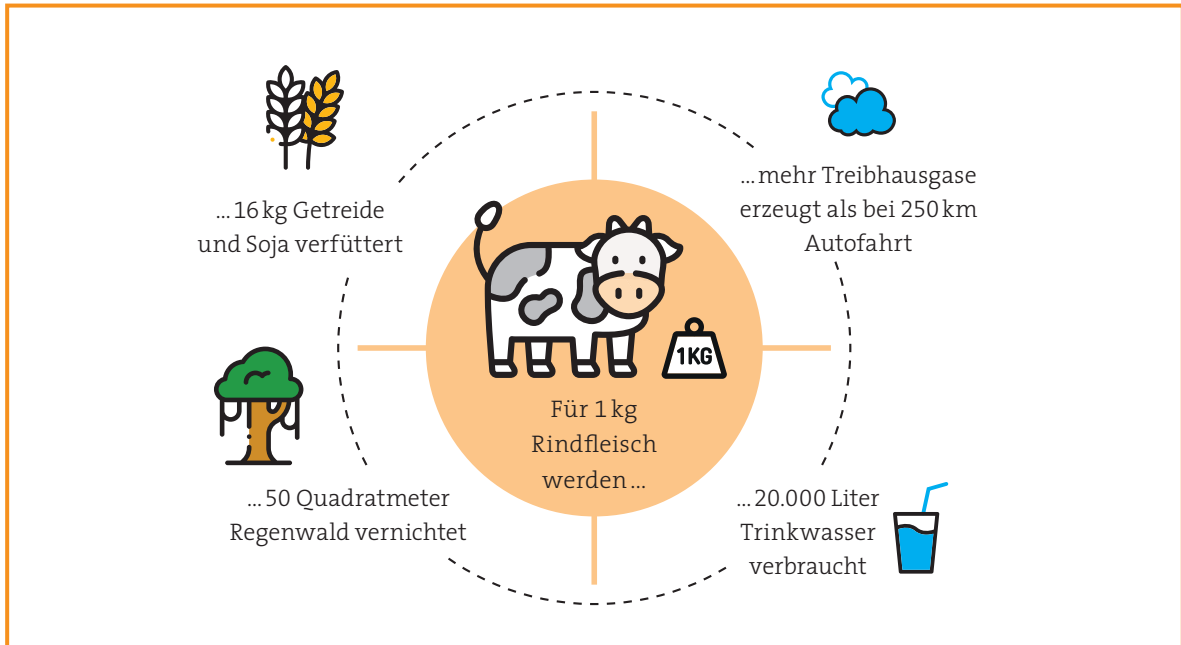 ...16 kg Getreide
und Soja verfüttert
...mehr Treibhausgase
erzeugt als bei 250 km
Autofahrt
1KG
Für 1 kg
Rindfleisch
werden...
...50 Quadratmeter
Regenwald vernichtet
...20.000 Liter
Trinkwasser
verbraucht